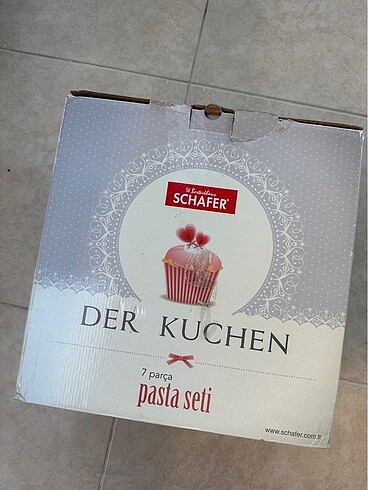 SCHAFER
DER KUCHEN
7 parça
pasta seti
www.schafer.com.tr